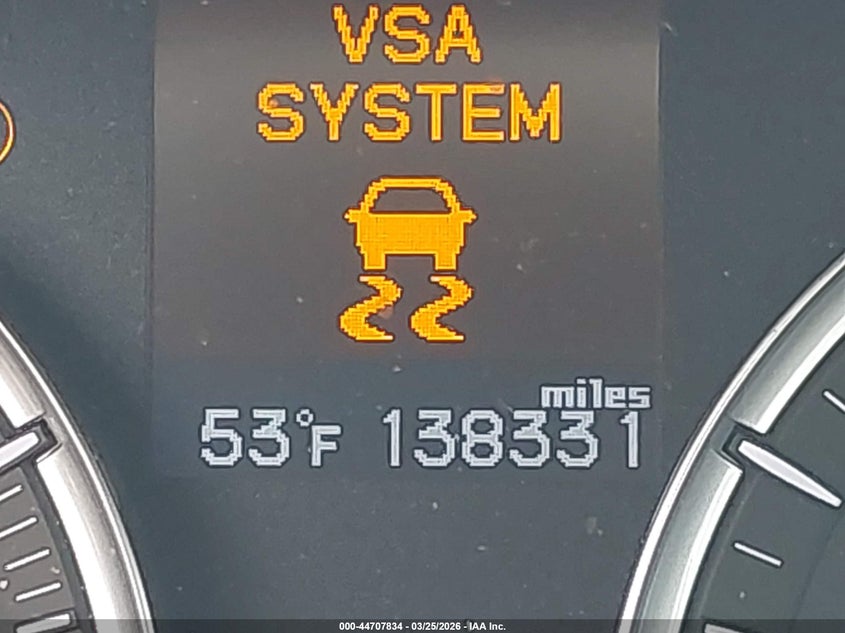 VSA
SYSTEM
miles
53°F 138331
000-44707834 - 03/25/2026 - IAA Inc.